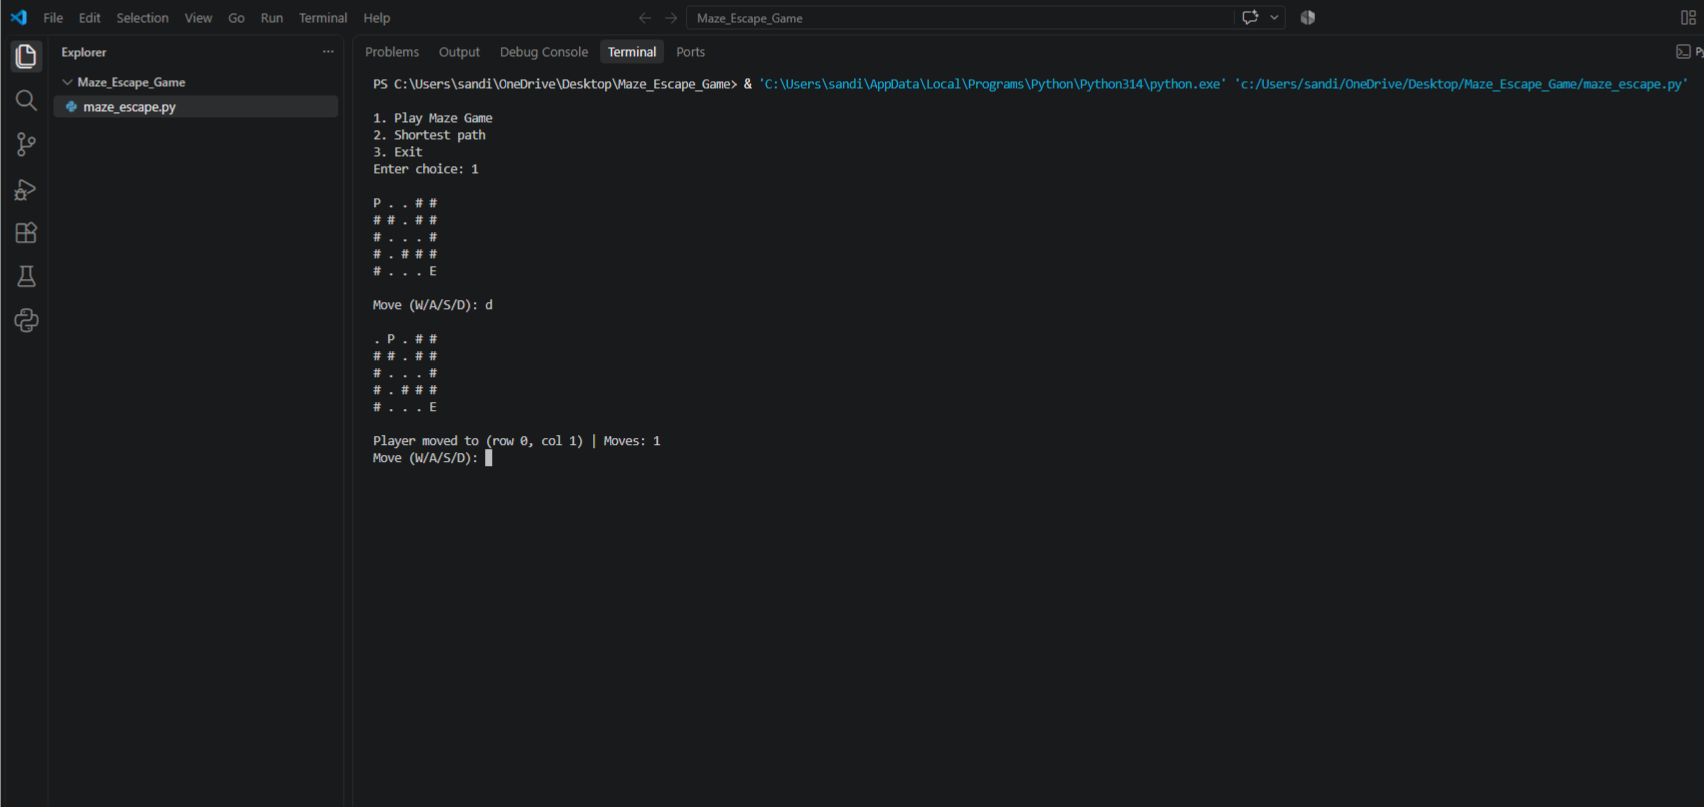 File Edit Selection View Go Run Terminal Help
Maze_Escape_Game
Explorer
Maze_Escape_Game
maze_escape.py
Problems Output Debug Console Terminal Ports
PS C:\Users\sandi\OneDrive\Desktop\Maze_Escape_Game> & 'C:\Users\sandi\AppData\Local\Programs\Python\Python314\python.exe' 'c:/Users/sandi/OneDrive/Desktop/Maze_Escape_Game/maze_escape.py'
1. Play Maze Game
2. Shortest path
3. Exit
Enter choice: 1
P . . # #
# # . # #
# . . . #
# . # # #
# . . . E
Move (W/A/S/D): d
. P . # #
# # . # #
# . . . #
# . # # #
# . . . E
Player moved to (row 0, col 1) | Moves: 1
Move (W/A/S/D):